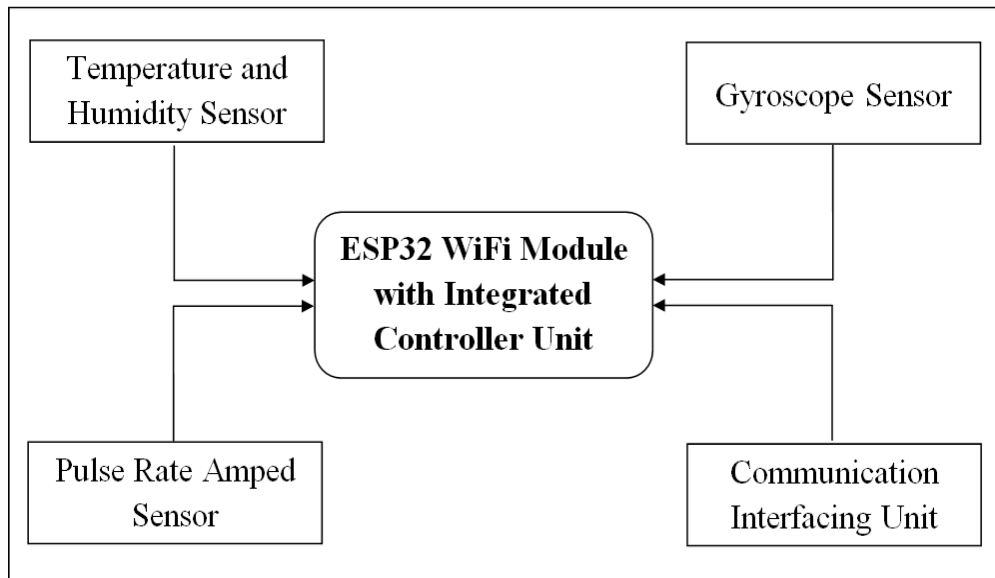 Temperature and
Humidity Sensor
Gyroscope Sensor
ESP32 WiFi Module
with Integrated
Controller Unit
Pulse Rate Amped
Sensor
Communication
Interfacing Unit